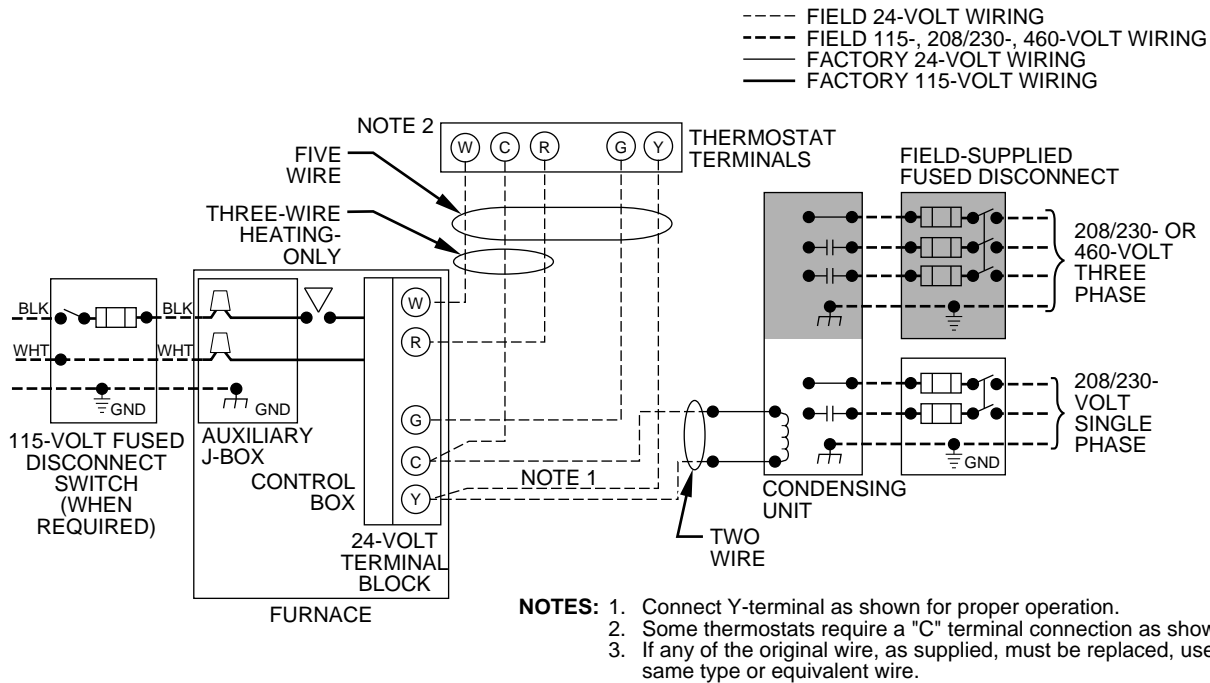 FIELD 24-VOLT WIRING
FIELD 115-, 208/230-, 460-VOLT WIRING
FACTORY 24-VOLT WIRING
FACTORY 115-VOLT WIRING
NOTE 2
W C R G Y
THERMOSTAT
TERMINALS
FIVE
WIRE
THREE-WIRE
HEATING-
ONLY
FIELD-SUPPLIED
FUSED DISCONNECT
208/230- OR
460-VOLT
THREE
PHASE
BLK
BLK
WHT
WHT
GND
GND
W
R
G
C
Y
NOTE 1
208/230-
VOLT
SINGLE
PHASE
GND
115-VOLT FUSED
DISCONNECT
SWITCH
(WHEN
REQUIRED)
AUXILIARY
J-BOX
CONTROL
BOX
24-VOLT
TERMINAL
BLOCK
FURNACE
TWO
WIRE
CONDENSING
UNIT
NOTES: 1. Connect Y-terminal as shown for proper operation.
2. Some thermostats require a "C" terminal connection as show
3. If any of the original wire, as supplied, must be replaced, use
same type or equivalent wire.